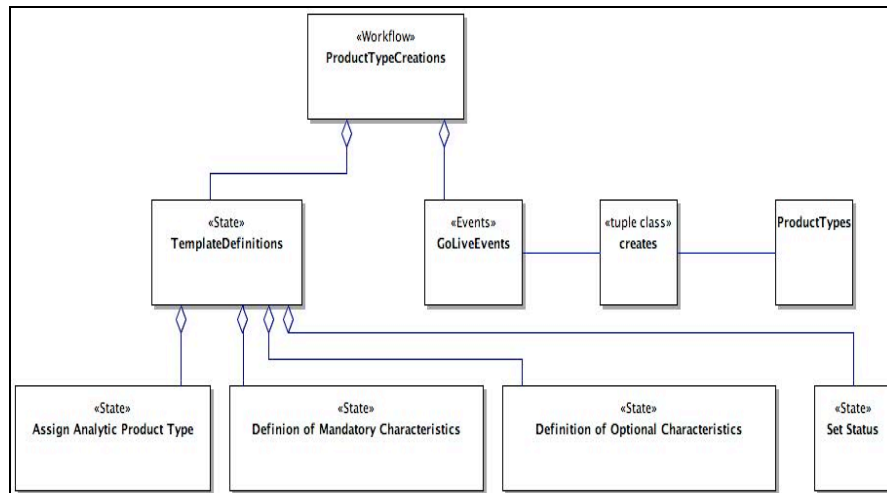 «Workflow»
ProductTypeCreations
«State»
TemplateDefinitions
«Events»
GoLiveEvents
«tuple class»
creates
ProductTypes
«State»
Assign Analytic Product Type
«State»
Definion of Mandatory Characteristics
«State»
Definition of Optional Characteristics
«State»
Set Status